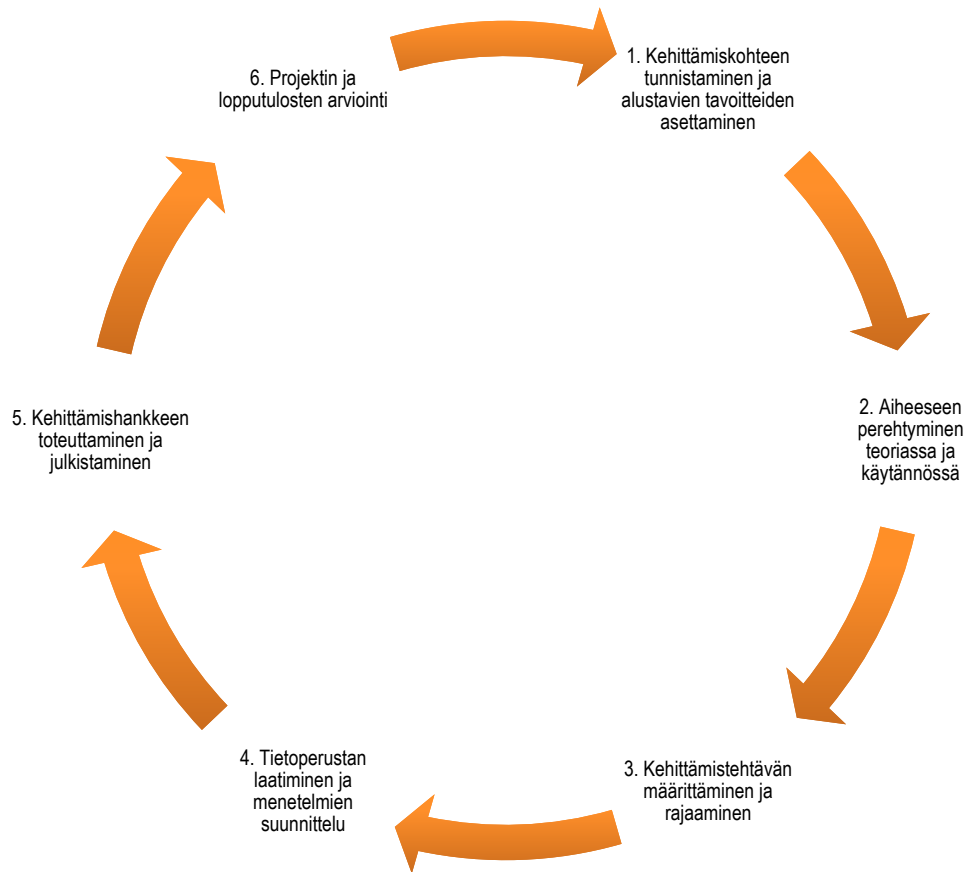 1. Kehittämiskohteen
tunnistaminen ja
alustavien tavoitteiden
asettaminen
2. Aiheeseen
perehtyminen
teoriassa ja
käytännössä
3. Kehittämistehtävän
määrittäminen ja
rajaaminen
4. Tietoperustan
laatiminen ja
menetelmien
suunnittelu
5. Kehittämishankkeen
toteuttaminen ja
julkistaminen
6. Projektin ja
lopputulosten arviointi